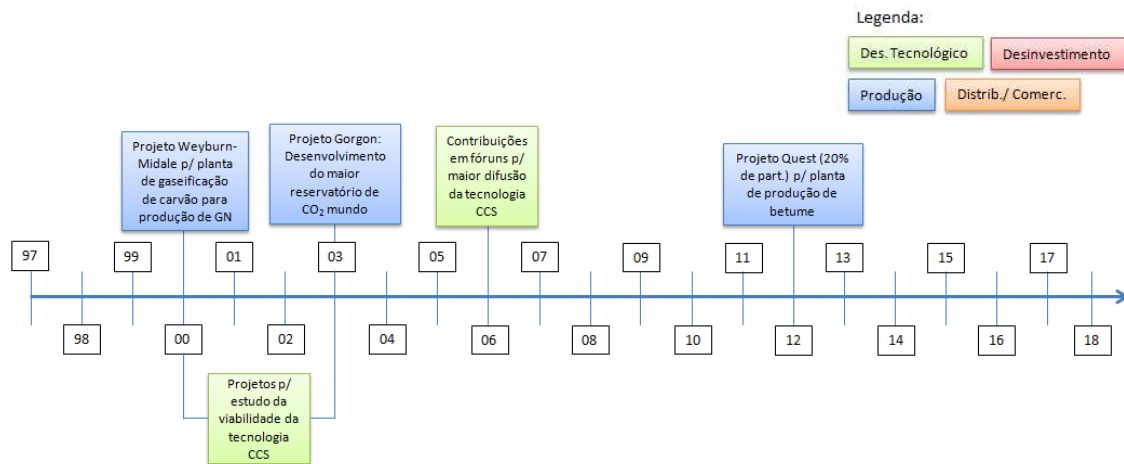 Legenda:
Des. Tecnológico
Desinvestimento
Produção
Distrib./ Comerc.
Projeto Weyburn-
Midale p/ planta
de gaseificação
de carvão para
produção de GN
Projeto Gorgon:
Desenvolvimento
do maior
reservatório de
CO₂ mundo
Contribuições
em fóruns p/
maior difusão
da tecnologia
CCS
Projeto Quest (20%
de part.) p/ planta
de produção de
betume
97
99
01
03
05
07
09
11
13
15
17
98
00
02
04
06
08
10
12
14
16
18
Projetos p/
estudo da
viabilidade da
tecnologia
CCS